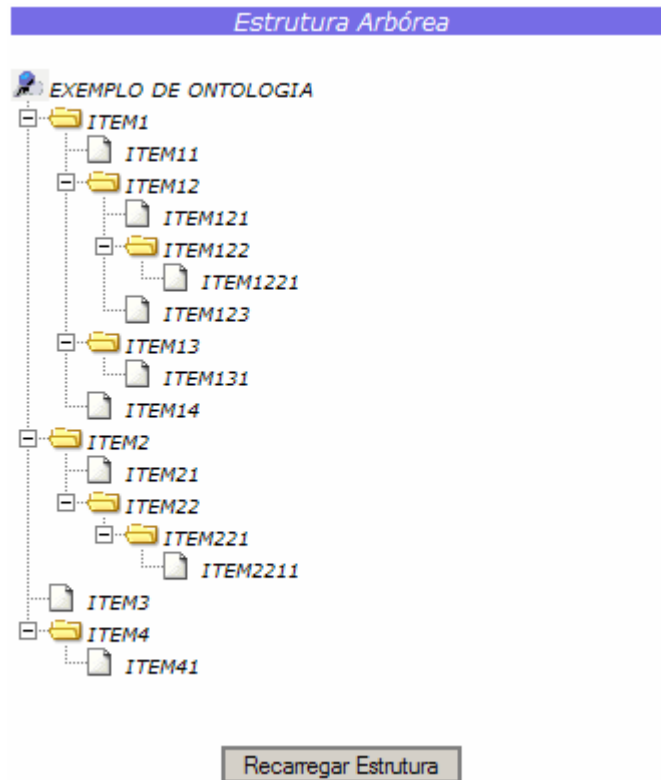 Estrutura Arbórea
EXEMPLO DE ONTOLOGIA
ITEM1
ITEM11
ITEM12
ITEM121
ITEM122
ITEM1221
ITEM123
ITEM13
ITEM131
ITEM14
ITEM2
ITEM21
ITEM22
ITEM221
ITEM2211
ITEM3
ITEM4
ITEM41
Recarregar Estrutura